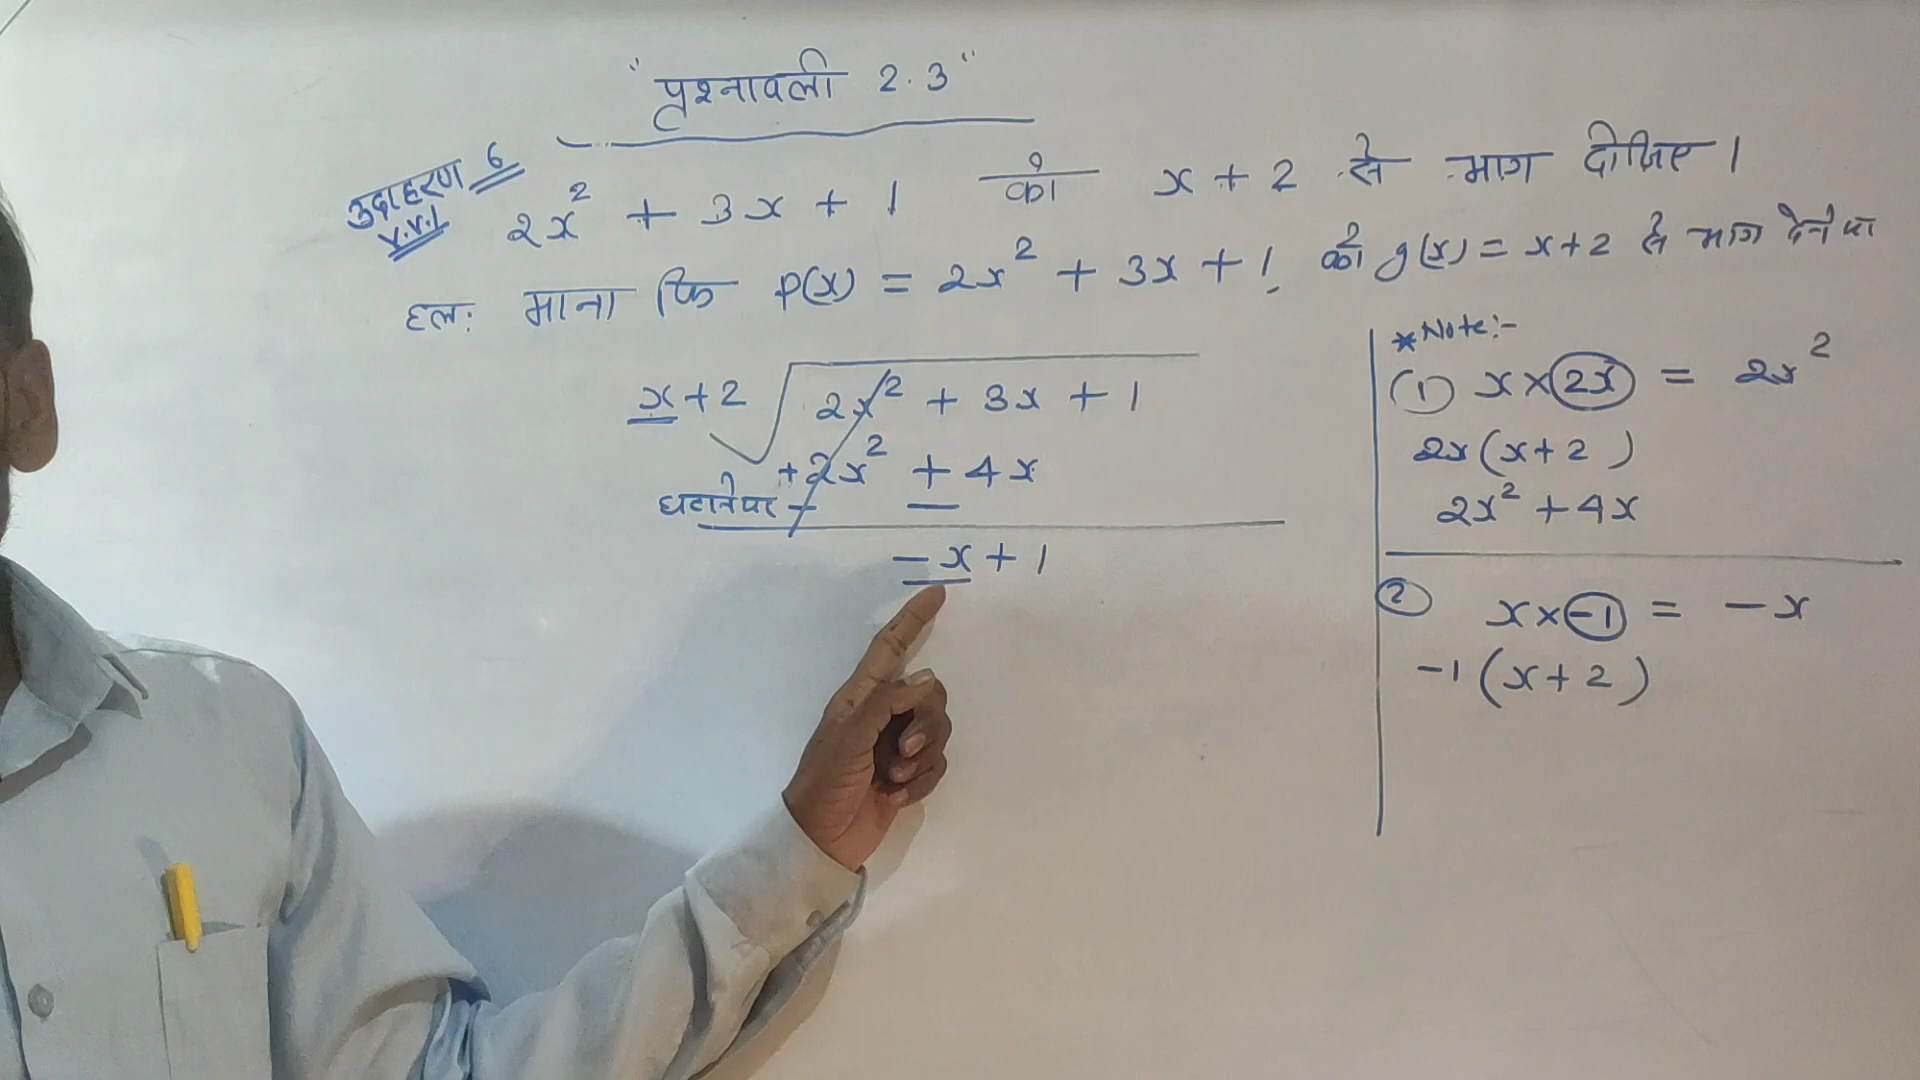 "प्रश्नावली 2.3"
उदाहरण 6
v.v.I
2x² + 3x + 1 को x + 2 से भाग दीजिए।
हल: माना कि p(x) = 2x² + 3x + 1, को g(x) = x+2 से भाग देने पर
x+2 √ 2x² + 3x + 1
+2x² + 4x
घटाने पर - -
-x + 1
*Note:-
(1) x × 2x = 2x²
2x(x+2)
2x² + 4x
(2) x × -1 = -x
-1(x+2)